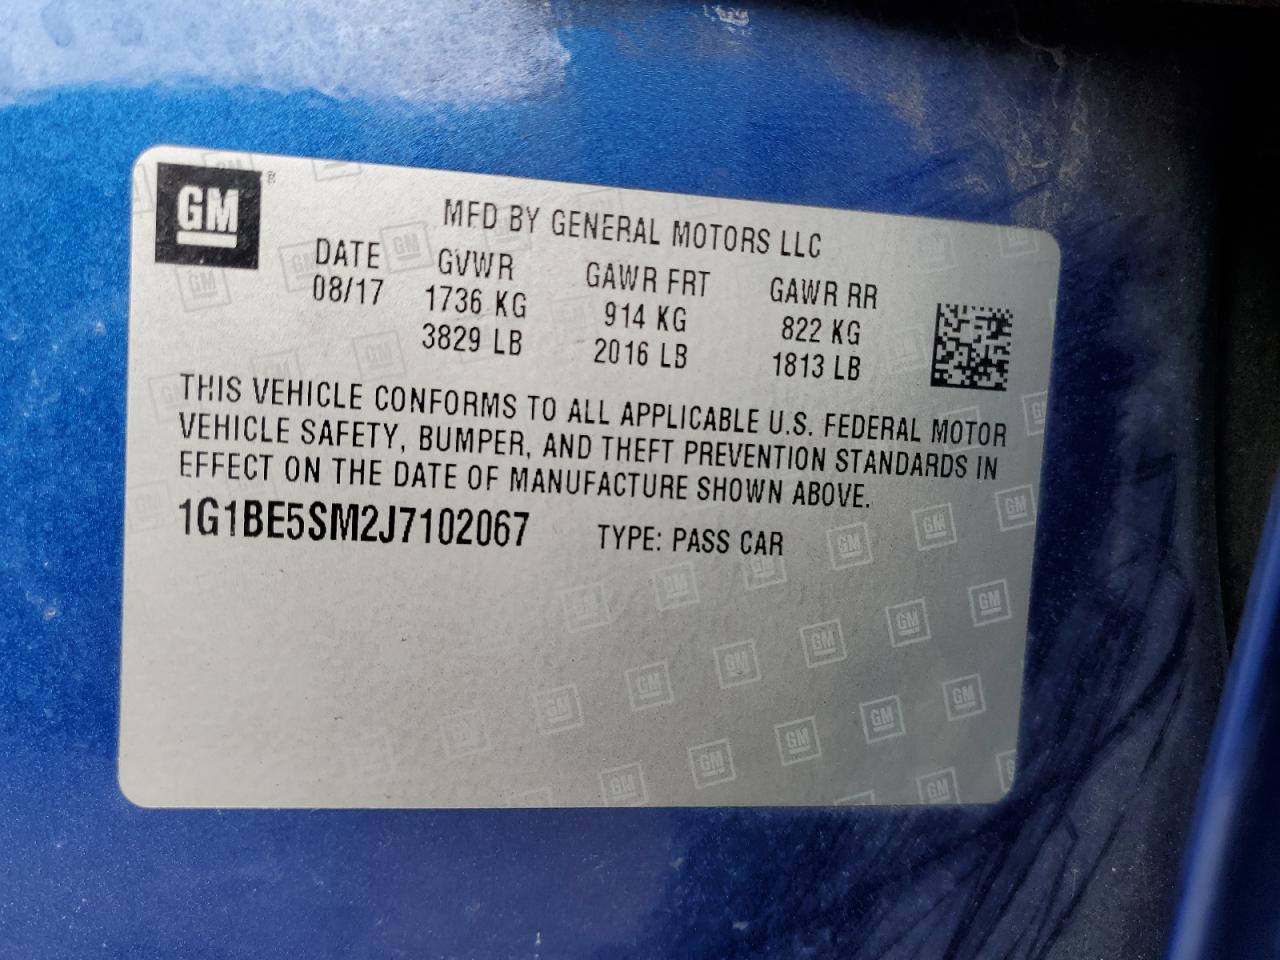 GM®
MFD BY GENERAL MOTORS LLC
DATE GVWR GAWR FRT GAWR RR
08/17 1736 KG 914 KG 822 KG
3829 LB 2016 LB 1813 LB
THIS VEHICLE CONFORMS TO ALL APPLICABLE U.S. FEDERAL MOTOR
VEHICLE SAFETY, BUMPER, AND THEFT PREVENTION STANDARDS IN
EFFECT ON THE DATE OF MANUFACTURE SHOWN ABOVE.
1G1BE5SM2J7102067 TYPE: PASS CAR